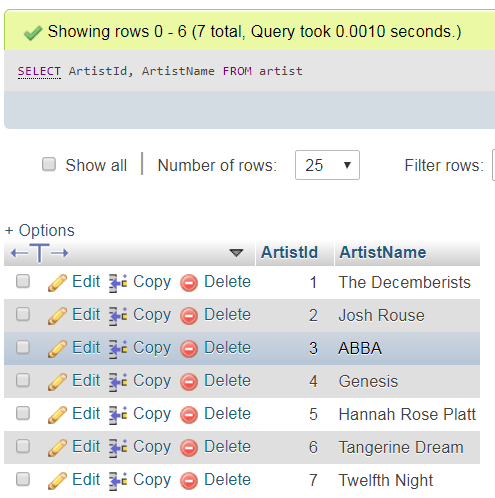 Showing rows 0 - 6 (7 total, Query took 0.0010 seconds.)
SELECT ArtistId, ArtistName FROM artist
Show all Number of rows: 25 Filter rows:
+ Options
ArtistId ArtistName
Edit Copy Delete 1 The Decemberists
Edit Copy Delete 2 Josh Rouse
Edit Copy Delete 3 ABBA
Edit Copy Delete 4 Genesis
Edit Copy Delete 5 Hannah Rose Platt
Edit Copy Delete 6 Tangerine Dream
Edit Copy Delete 7 Twelfth Night